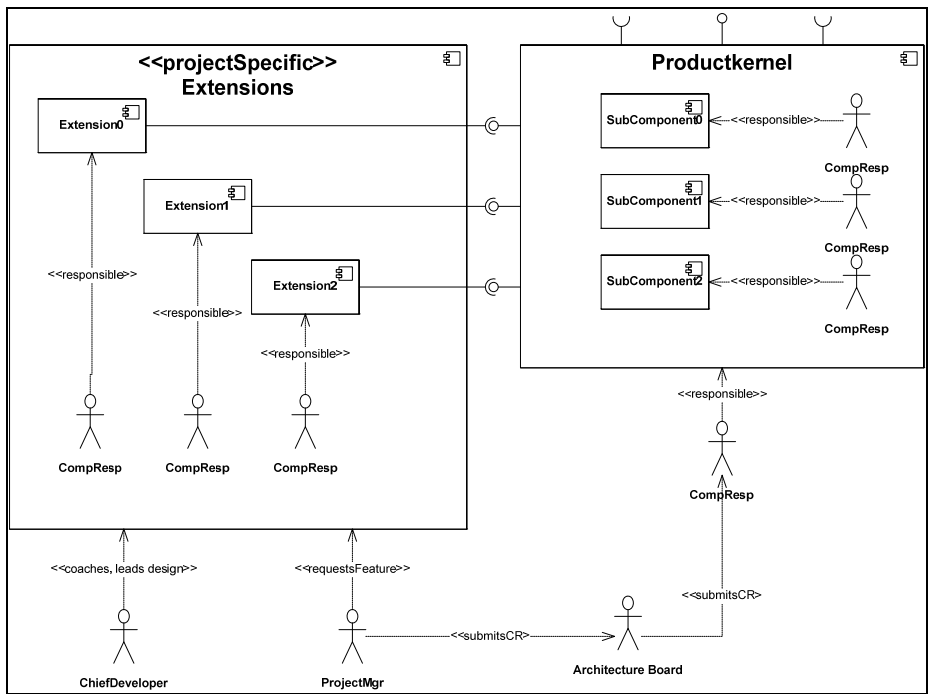 <<projectSpecific>>
Extensions
Productkernel
Extension0
SubComponent0
<<responsible>>
CompResp
Extension1
SubComponent1
<<responsible>>
CompResp
Extension2
SubComponent2
<<responsible>>
CompResp
<<responsible>>
<<responsible>>
<<responsible>>
CompResp
CompResp
CompResp
<<responsible>>
CompResp
<<coaches, leads design>>
<<requestsFeature>>
<<submitsCR>
<<submitsCR>
ChiefDeveloper
ProjectMgr
Architecture Board